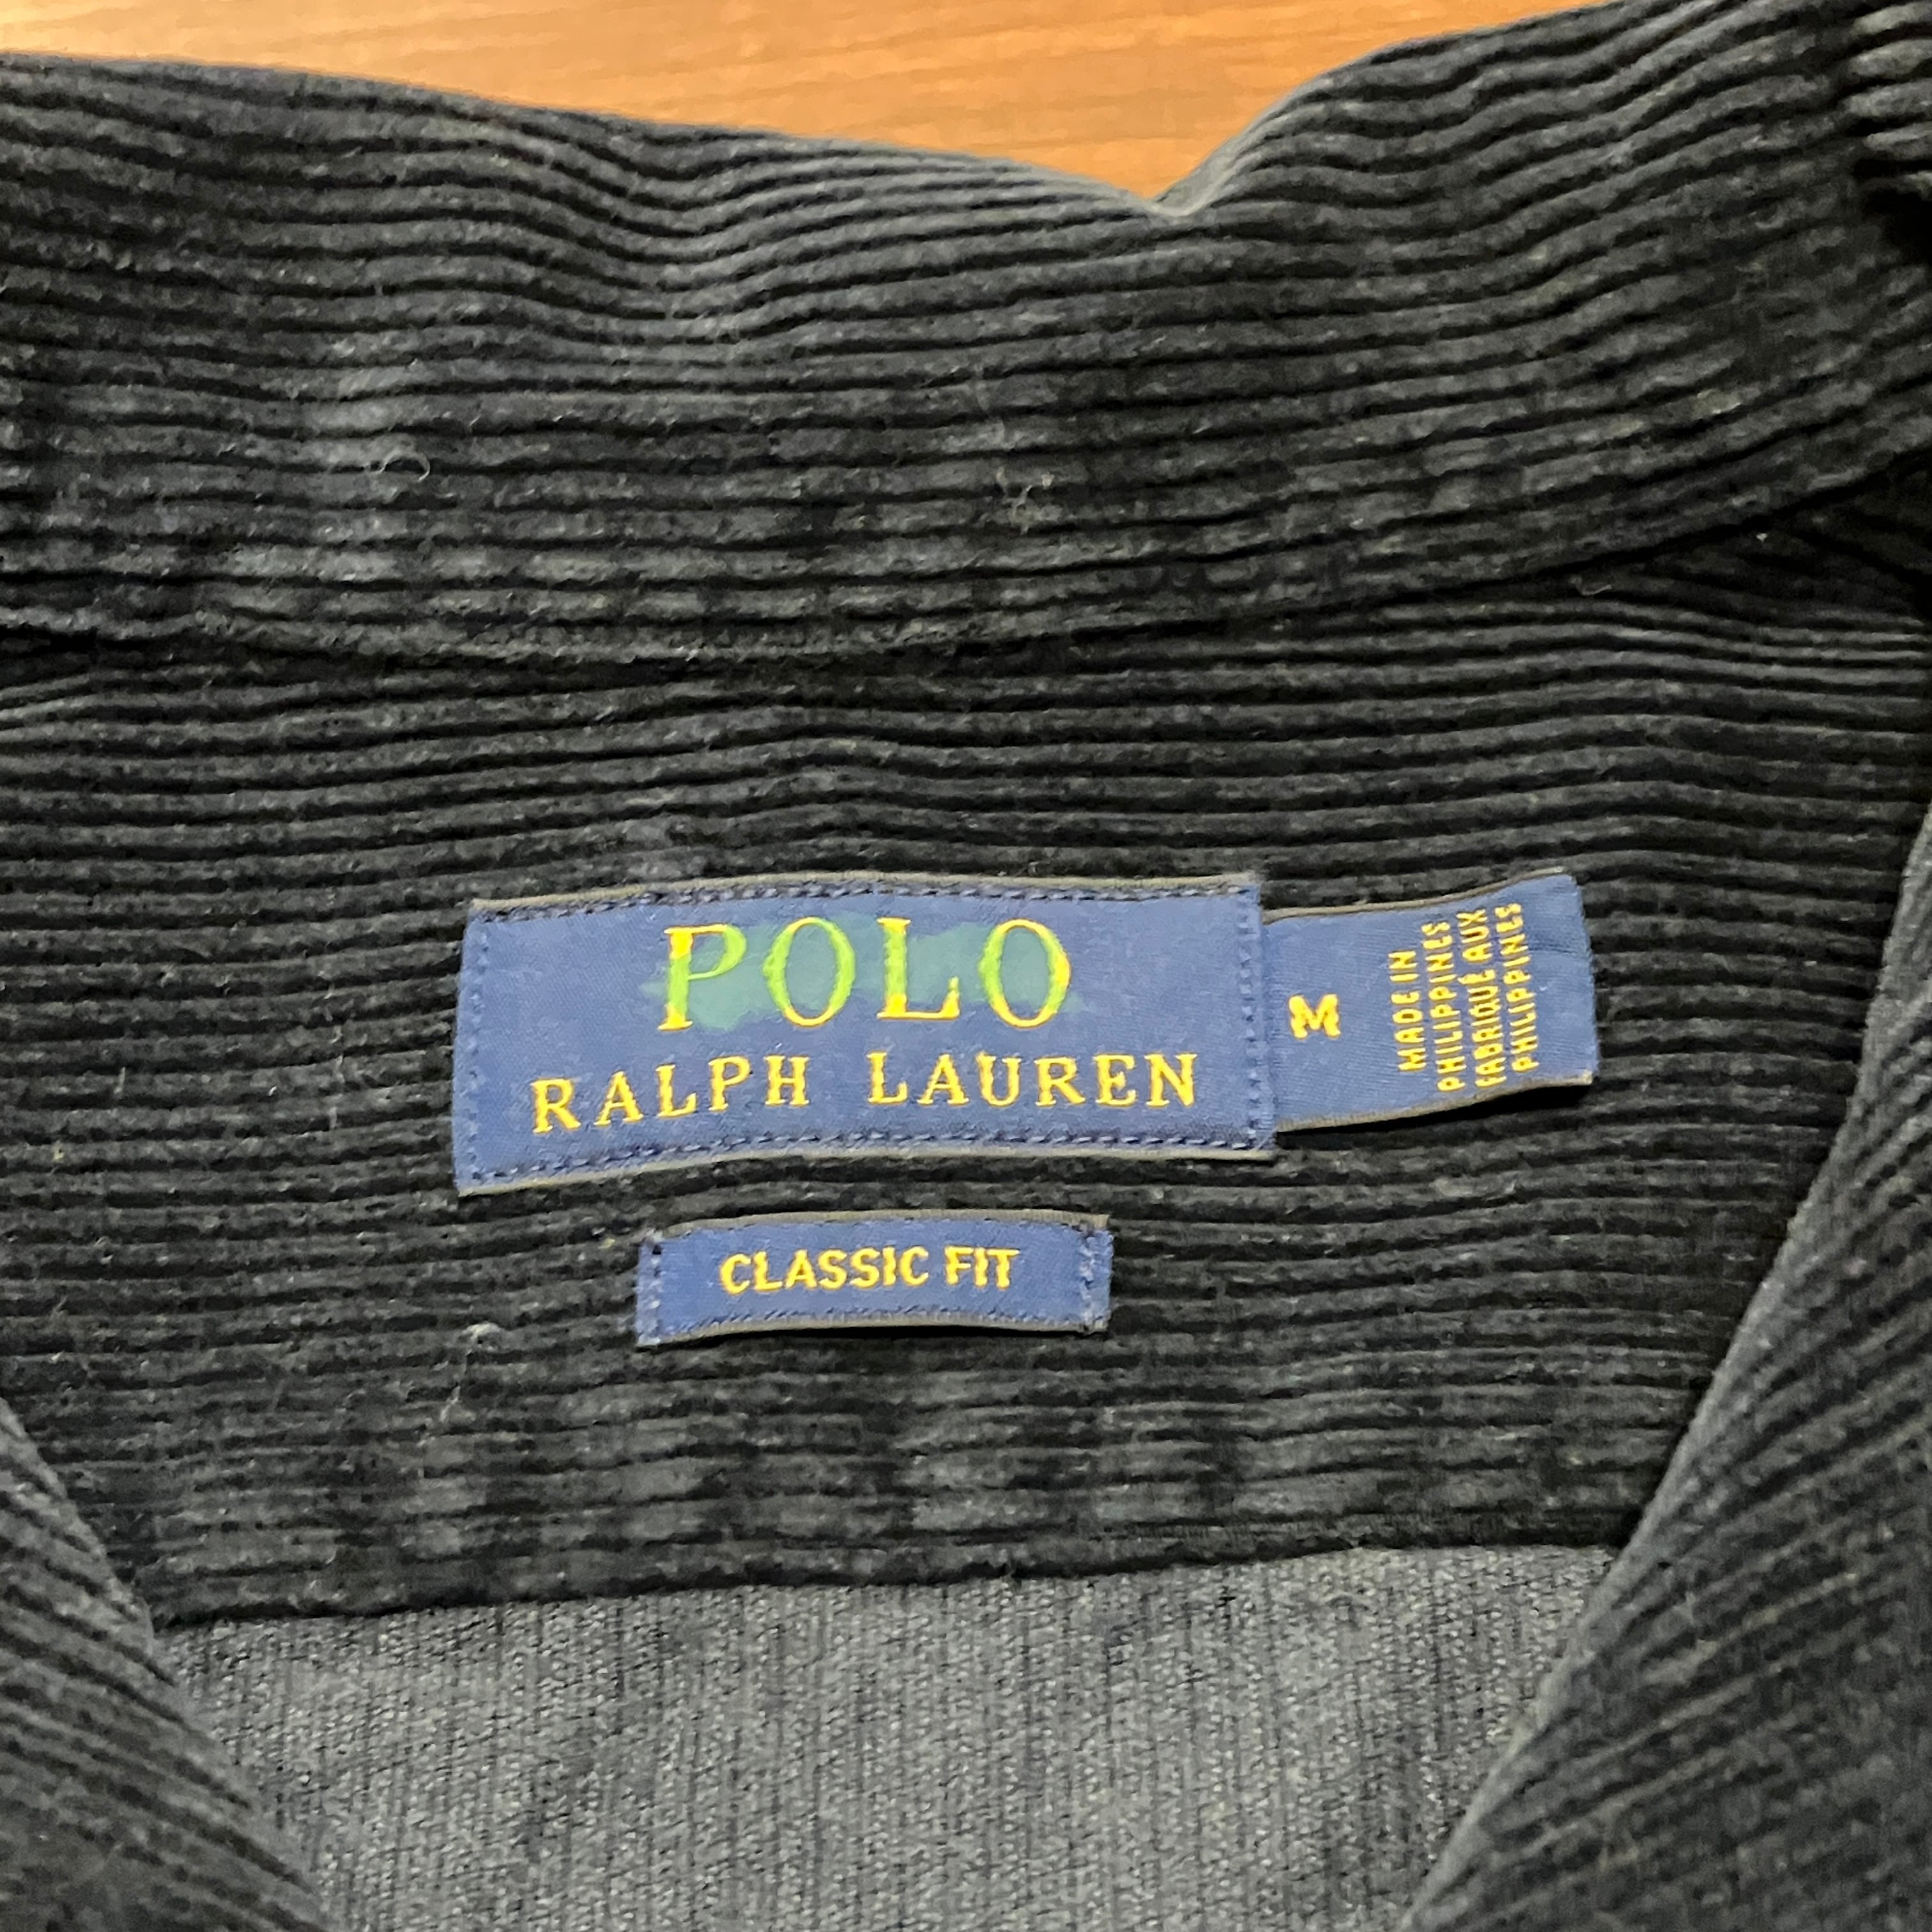 POLO
RALPH LAUREN
M
MADE IN
PHILIPPINES
FABRIQUÉ AUX
PHILIPPINES
CLASSIC FIT